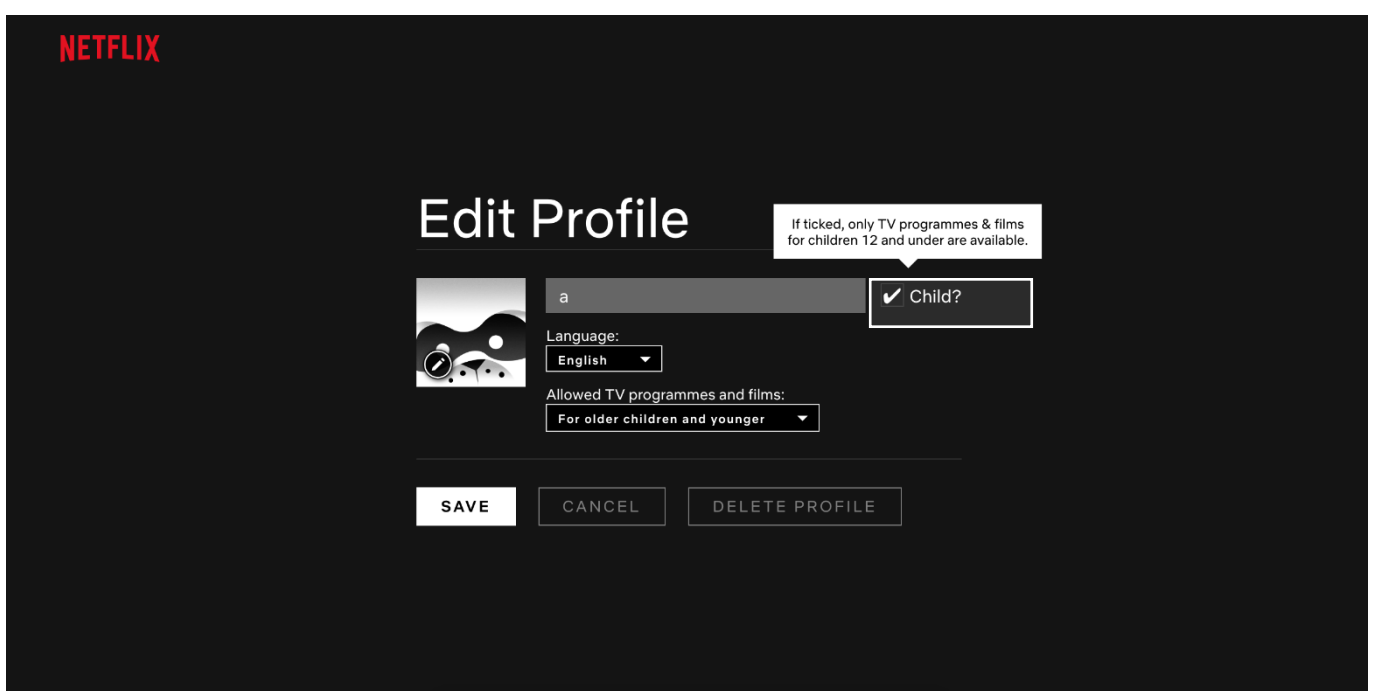 NETFLIX
Edit Profile
If ticked, only TV programmes & films
for children 12 and under are available.
a
Child?
Language:
English
Allowed TV programmes and films:
For older children and younger
SAVE
CANCEL
DELETE PROFILE